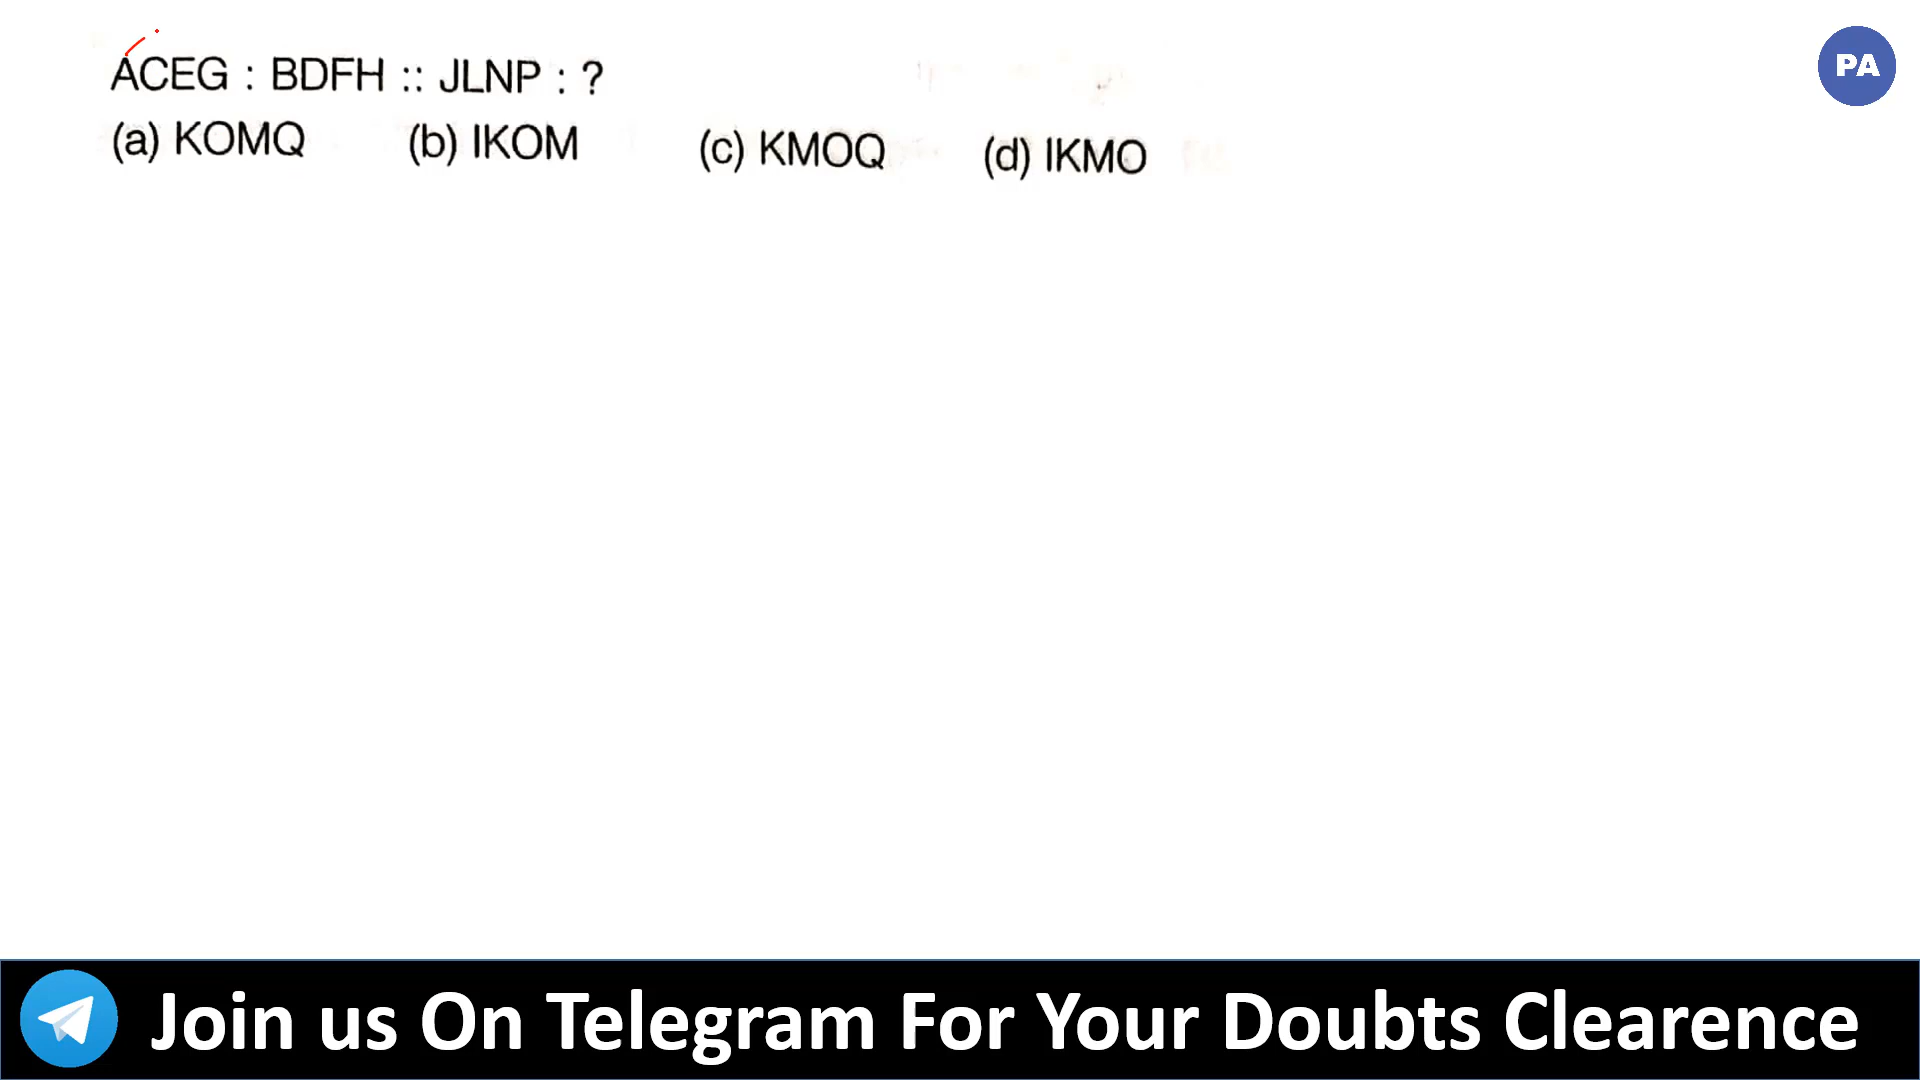 PA
ACEG : BDFH :: JLNP : ?
(a) KOMQ (b) IKOM (c) KMOQ (d) IKMO
Join us On Telegram For Your Doubts Clearence